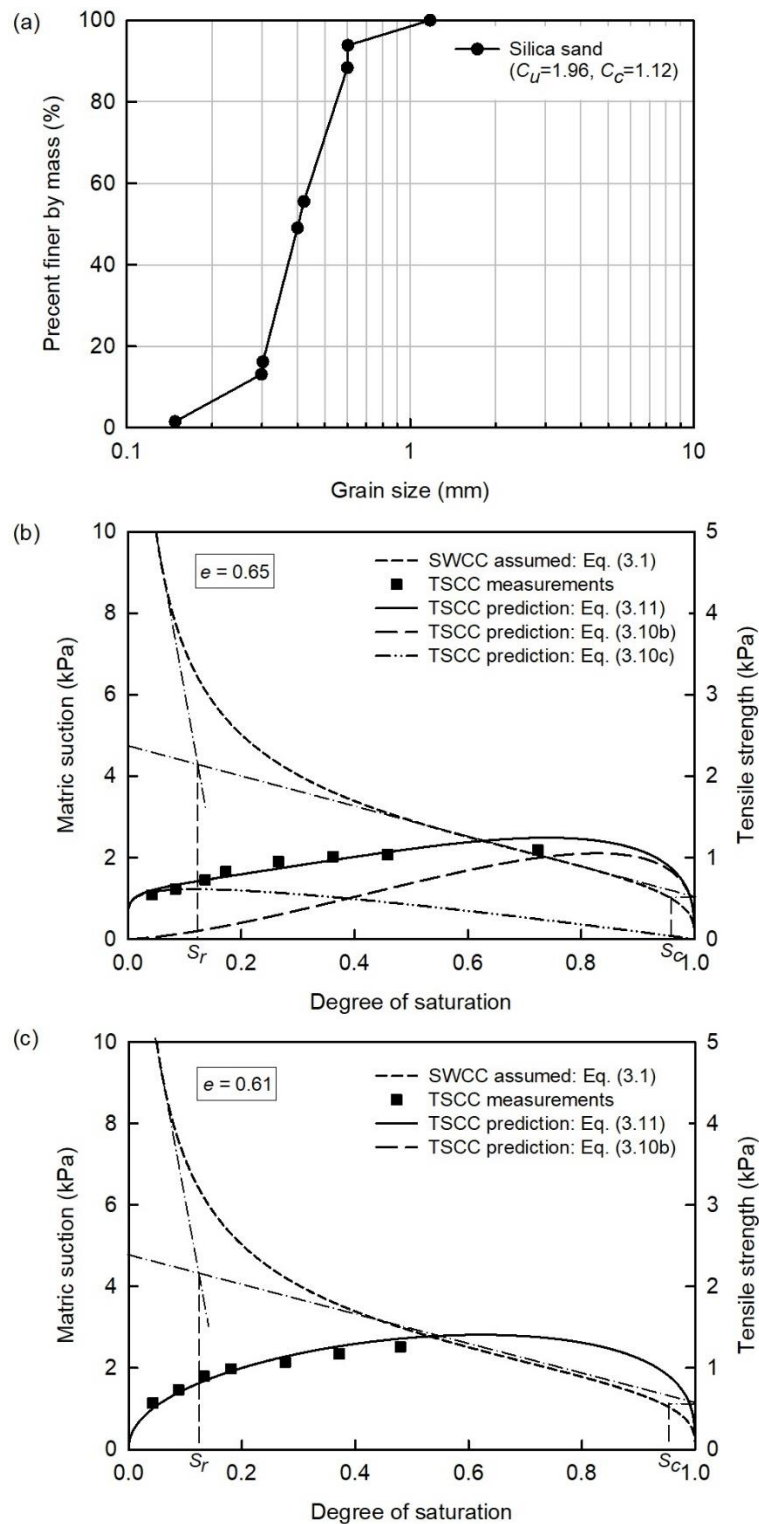 (a)
100
80
60
40
20
0
Precent finer by mass (%)
Silica sand
(Cu=1.96, Cc=1.12)
0.1
1
10
Grain size (mm)
(b)
10
8
6
4
2
0
Matric suction (kPa)
e = 0.65
SWCC assumed: Eq. (3.1)
TSCC measurements
TSCC prediction: Eq. (3.11)
TSCC prediction: Eq. (3.10b)
TSCC prediction: Eq. (3.10c)
5
4
3
2
1
0
Tensile strength (kPa)
0.0
Sr
0.2
0.4
0.6
0.8
Sc
1.0
Degree of saturation
(c)
10
8
6
4
2
0
Matric suction (kPa)
e = 0.61
SWCC assumed: Eq. (3.1)
TSCC measurements
TSCC prediction: Eq. (3.11)
TSCC prediction: Eq. (3.10b)
5
4
3
2
1
0
Tensile strength (kPa)
0.0
Sr
0.2
0.4
0.6
0.8
Sc
1.0
Degree of saturation